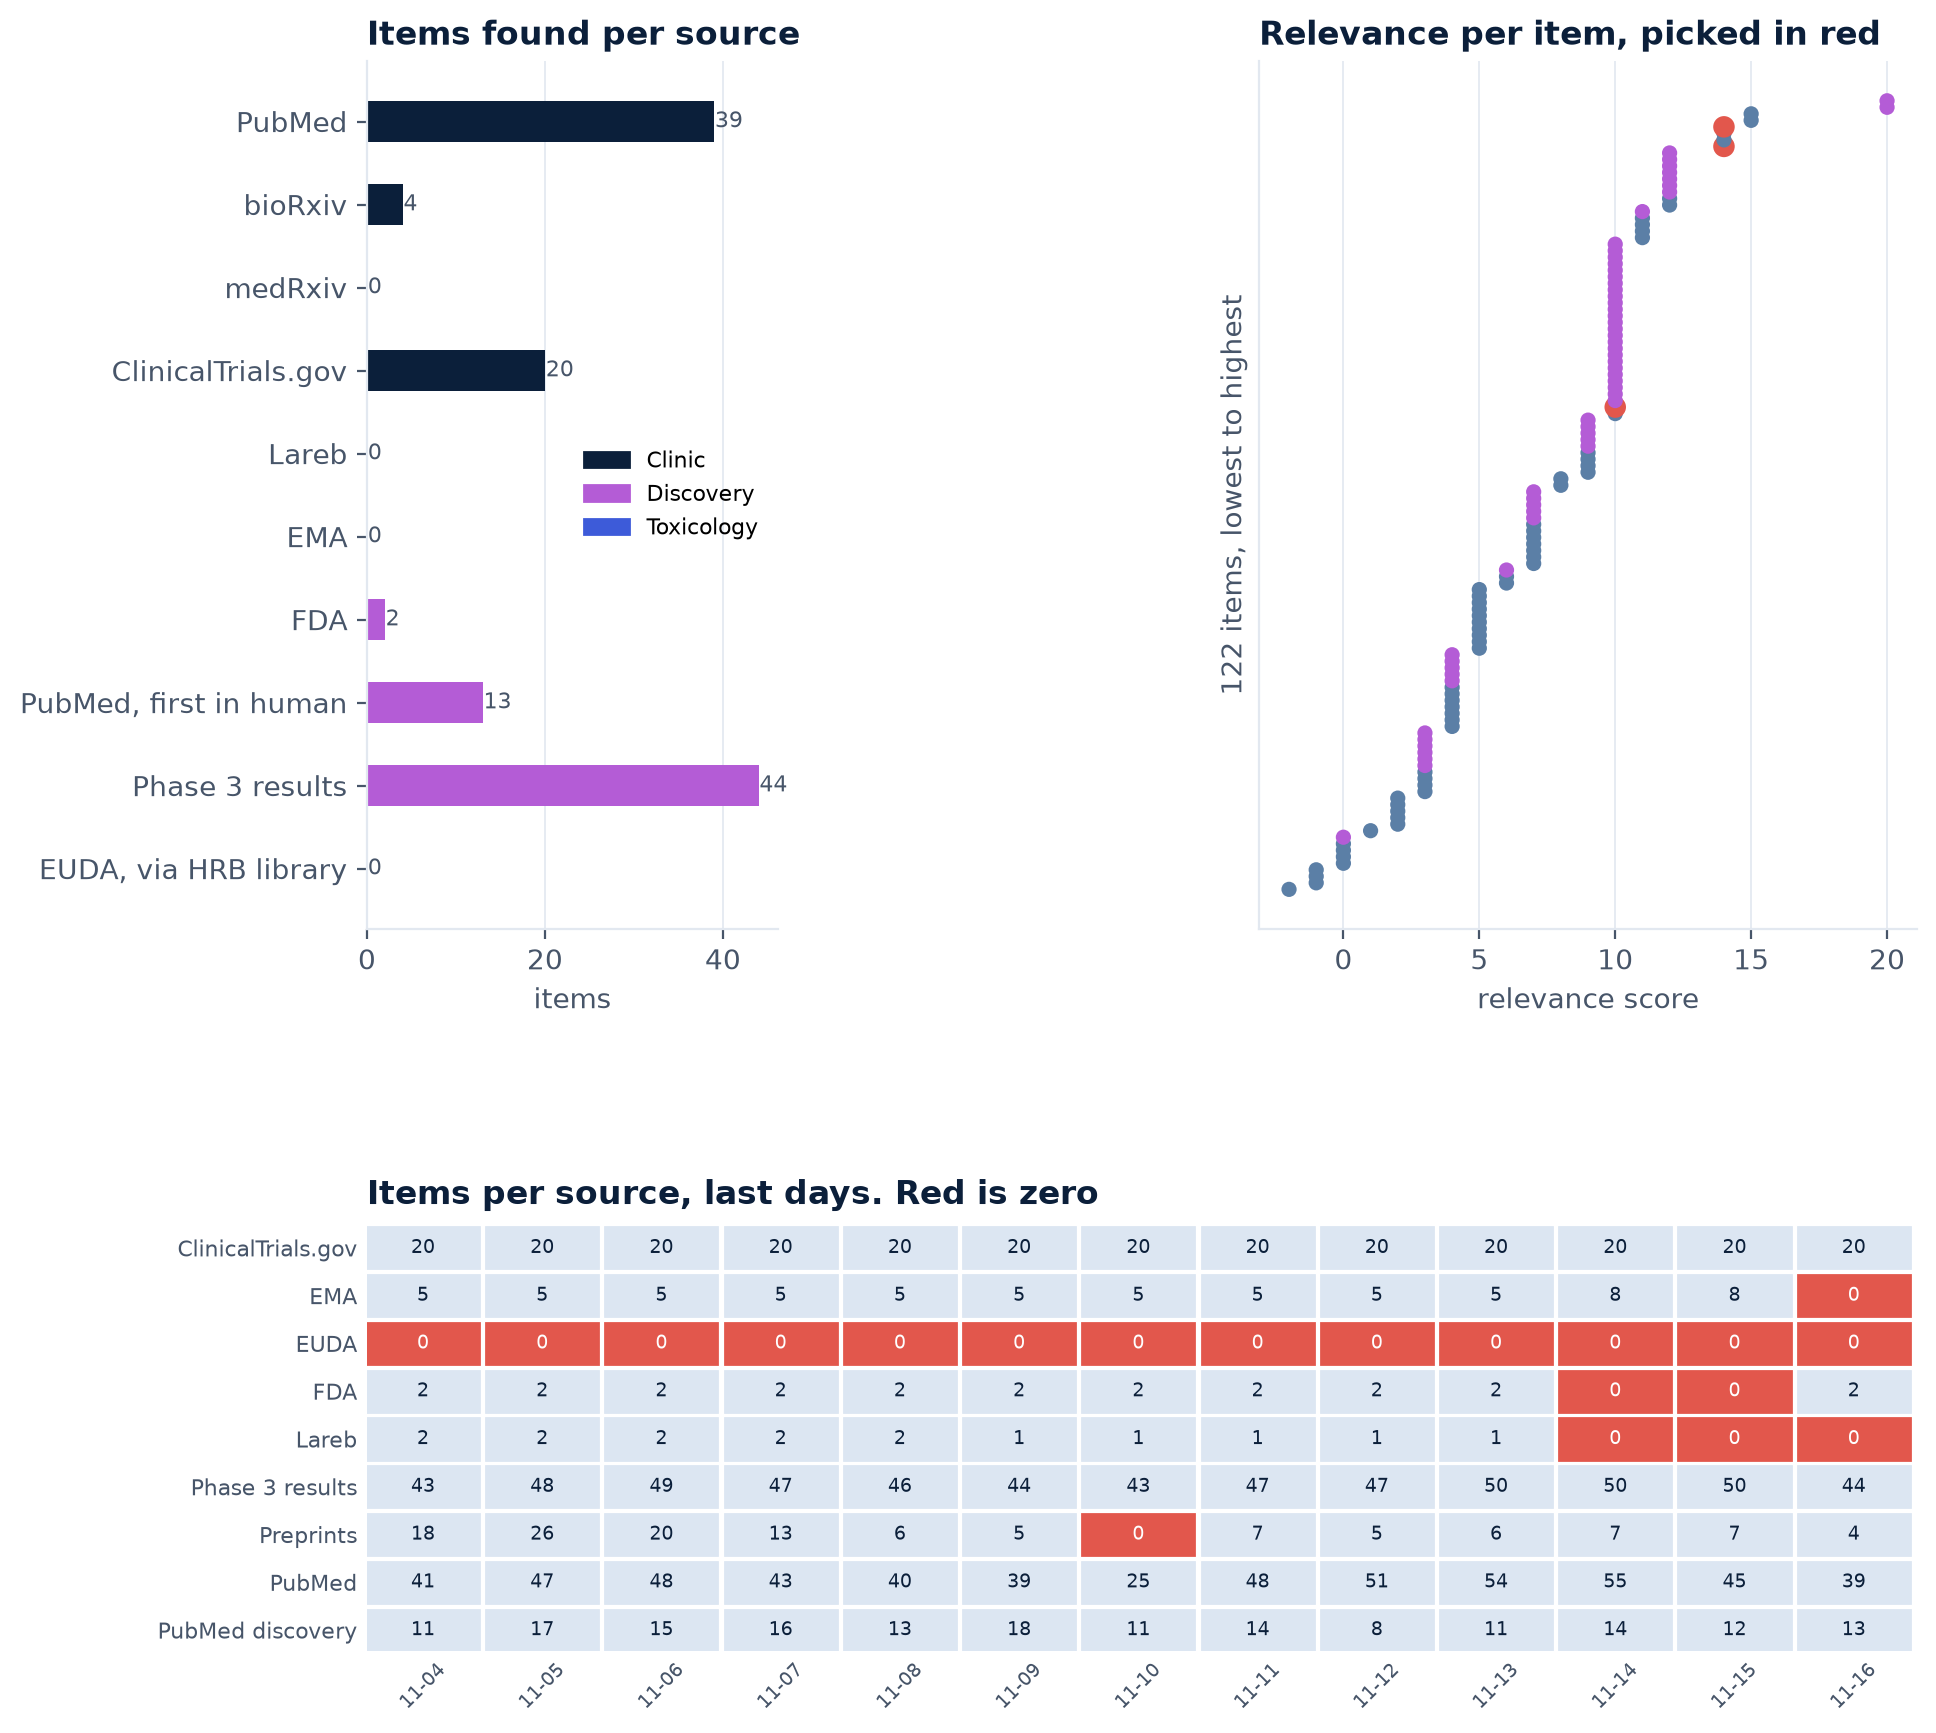 Items found per source
PubMed 39
bioRxiv 4
medRxiv 0
ClinicalTrials.gov 20
Lareb 0
EMA 0
FDA 2
PubMed, first in human 13
Phase 3 results 44
EUDA, via HRB library 0
Clinic
Discovery
Toxicology
0 20 40
items
Relevance per item, picked in red
122 items, lowest to highest
0 5 10 15 20
relevance score
Items per source, last days. Red is zero
ClinicalTrials.gov 20 20 20 20 20 20 20 20 20 20 20 20 20
EMA 5 5 5 5 5 5 5 5 5 5 8 8 0
EUDA 0 0 0 0 0 0 0 0 0 0 0 0 0
FDA 2 2 2 2 2 2 2 2 2 2 0 0 2
Lareb 2 2 2 2 2 1 1 1 1 1 0 0 0
Phase 3 results 43 48 49 47 46 44 43 47 47 50 50 50 44
Preprints 18 26 20 13 6 5 0 7 5 6 7 7 4
PubMed 41 47 48 43 40 39 25 48 51 54 55 45 39
PubMed discovery 11 17 15 16 13 18 11 14 8 11 14 12 13
11-04 11-05 11-06 11-07 11-08 11-09 11-10 11-11 11-12 11-13 11-14 11-15 11-16